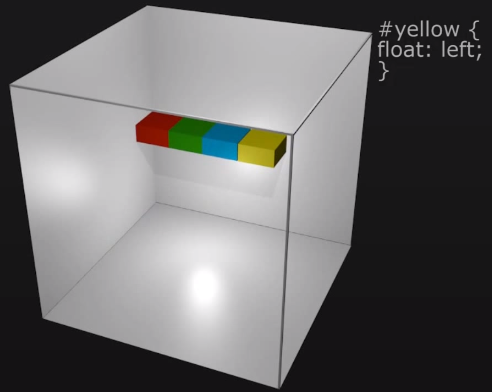 #yellow {
float: left;
}